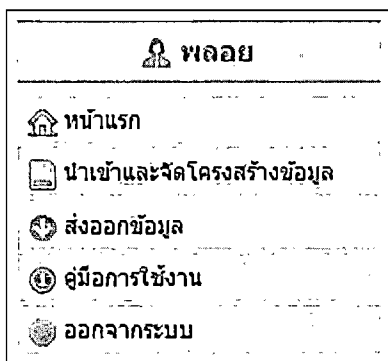 พลอย
หน้าแรก
นำเข้าและจัดโครงสร้างข้อมูล
ส่งออกข้อมูล
คู่มือการใช้งาน
ออกจากระบบ